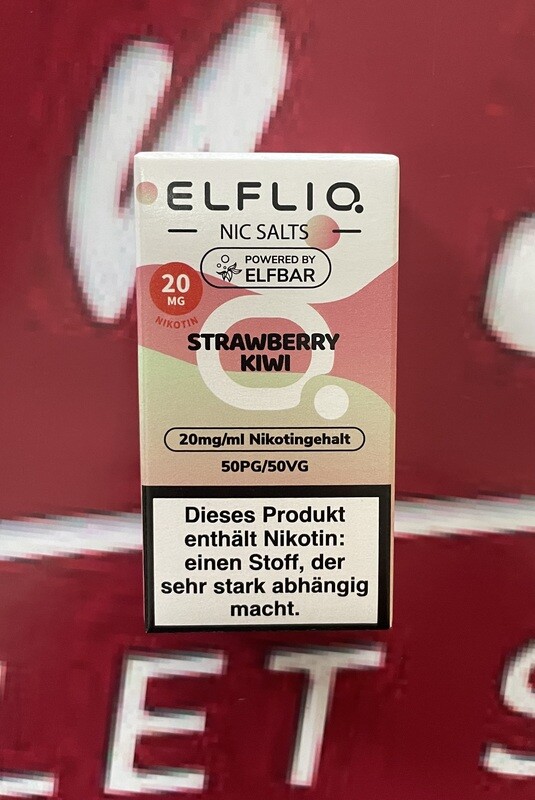 ELFLIQ
NIC SALTS
POWERED BY
ELFBAR
20
MG
NIKOTIN
STRAWBERRY
KIWI
20mg/ml Nikotingehalt
50PG/50VG
Dieses Produkt
enthält Nikotin:
einen Stoff, der
sehr stark abhängig
macht.
LETS